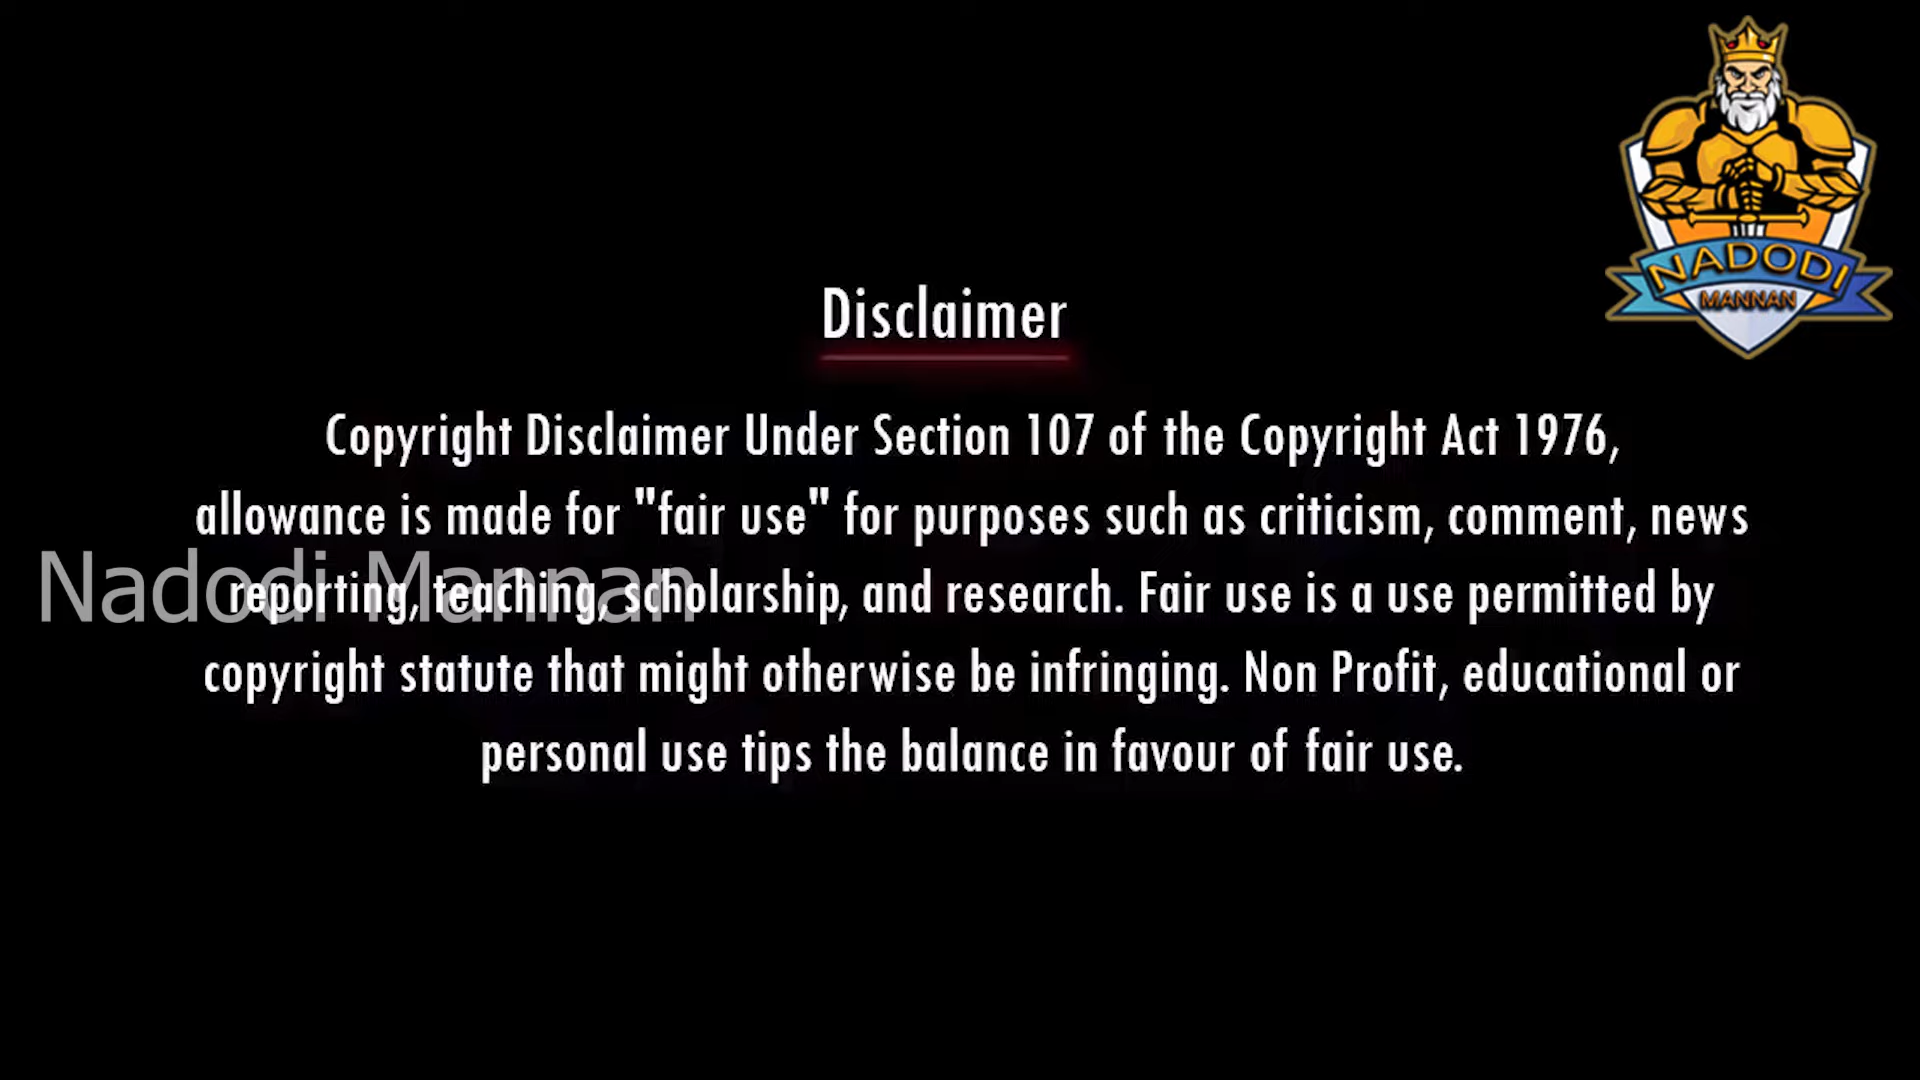 NADODI
MANNAN
Disclaimer
Copyright Disclaimer Under Section 107 of the Copyright Act 1976,
allowance is made for "fair use" for purposes such as criticism, comment, news
reporting, teaching, scholarship, and research. Fair use is a use permitted by
Nadodi Mannan
copyright statute that might otherwise be infringing. Non Profit, educational or
personal use tips the balance in favour of fair use.